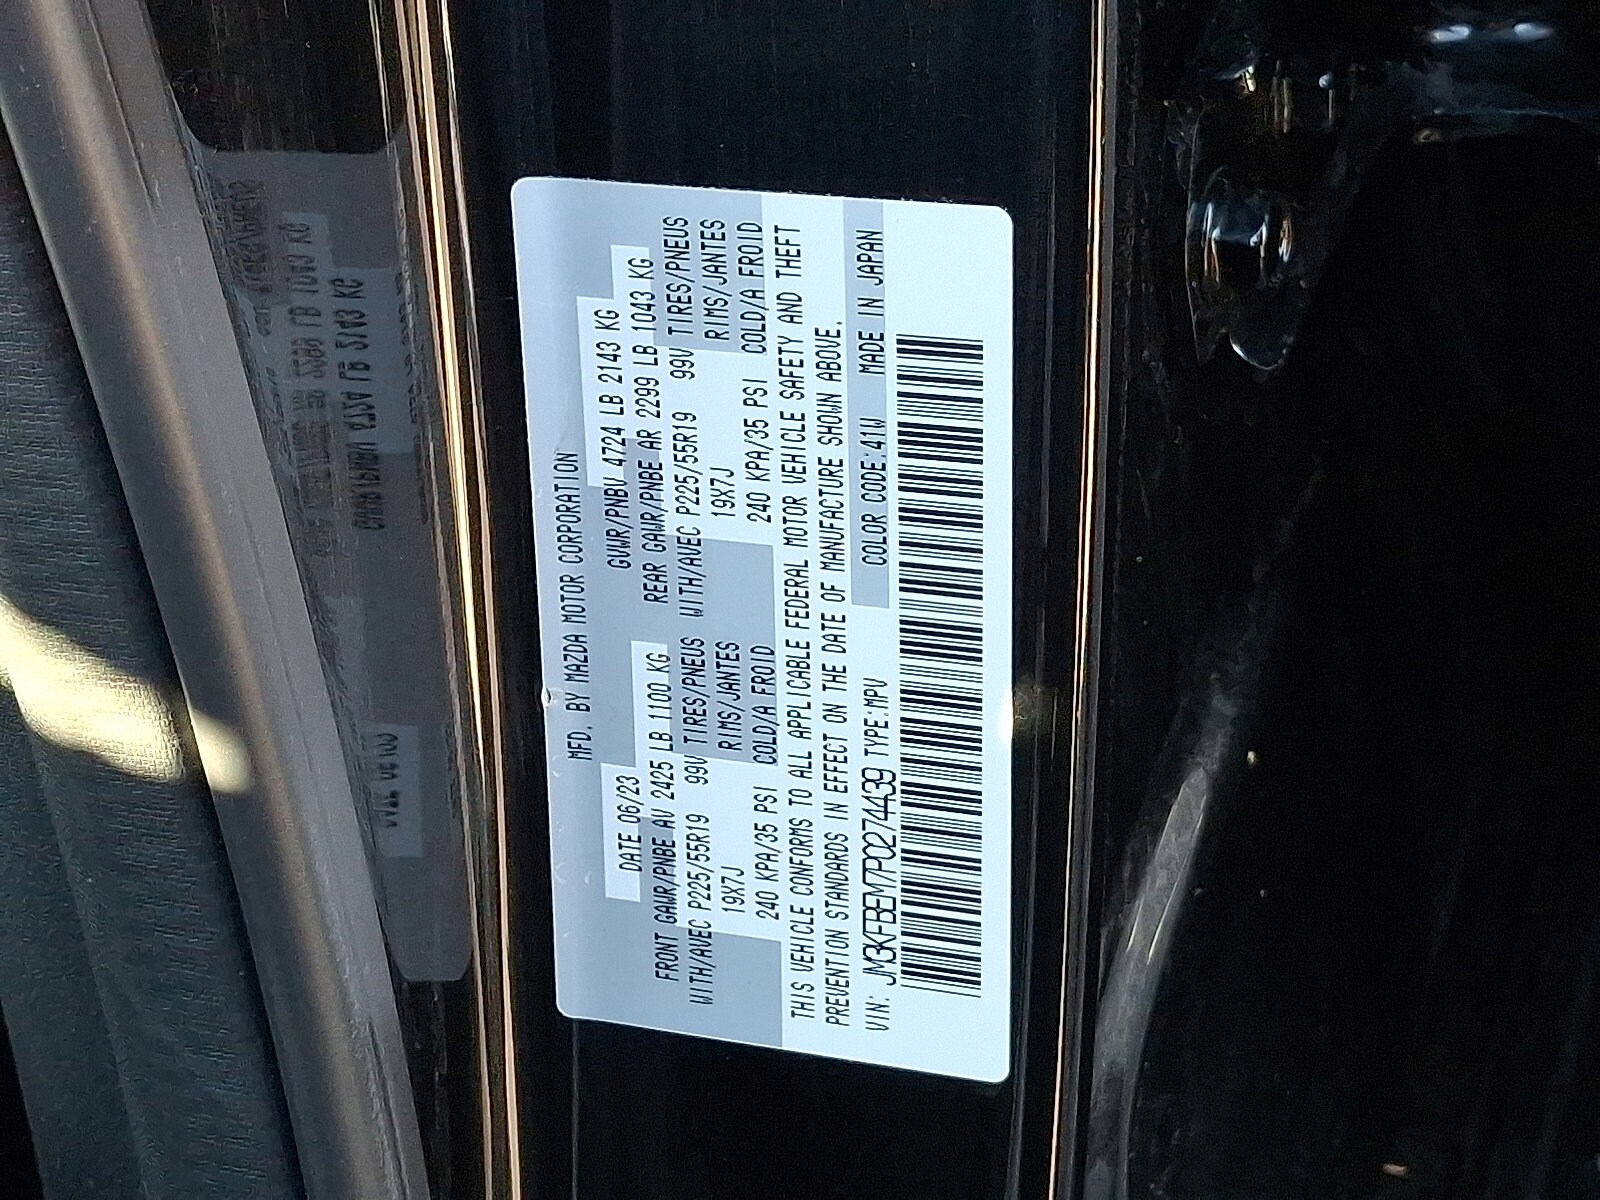 MFD. BY MAZDA MOTOR CORPORATION
DATE 06/23 GVWR/PNBV 4724 LB 2143 KG
FRONT GAWR/PNBE AV 2425 LB 1100 KG REAR GAWR/PNBE AR 2299 LB 1043 KG
WITH/AVEC P225/55R19 99V TIRES/PNEUS WITH/AVEC P225/55R19 99V TIRES/PNEUS
19X7J RIMS/JANTES 19X7J RIMS/JANTES
240 KPA/35 PSI COLD/A FROID 240 KPA/35 PSI COLD/A FROID
THIS VEHICLE CONFORMS TO ALL APPLICABLE FEDERAL MOTOR VEHICLE SAFETY AND THEFT
PREVENTION STANDARDS IN EFFECT ON THE DATE OF MANUFACTURE SHOWN ABOVE.
VIN: JM3KFBEM7P0274439 TYPE:MPV COLOR CODE:41W MADE IN JAPAN